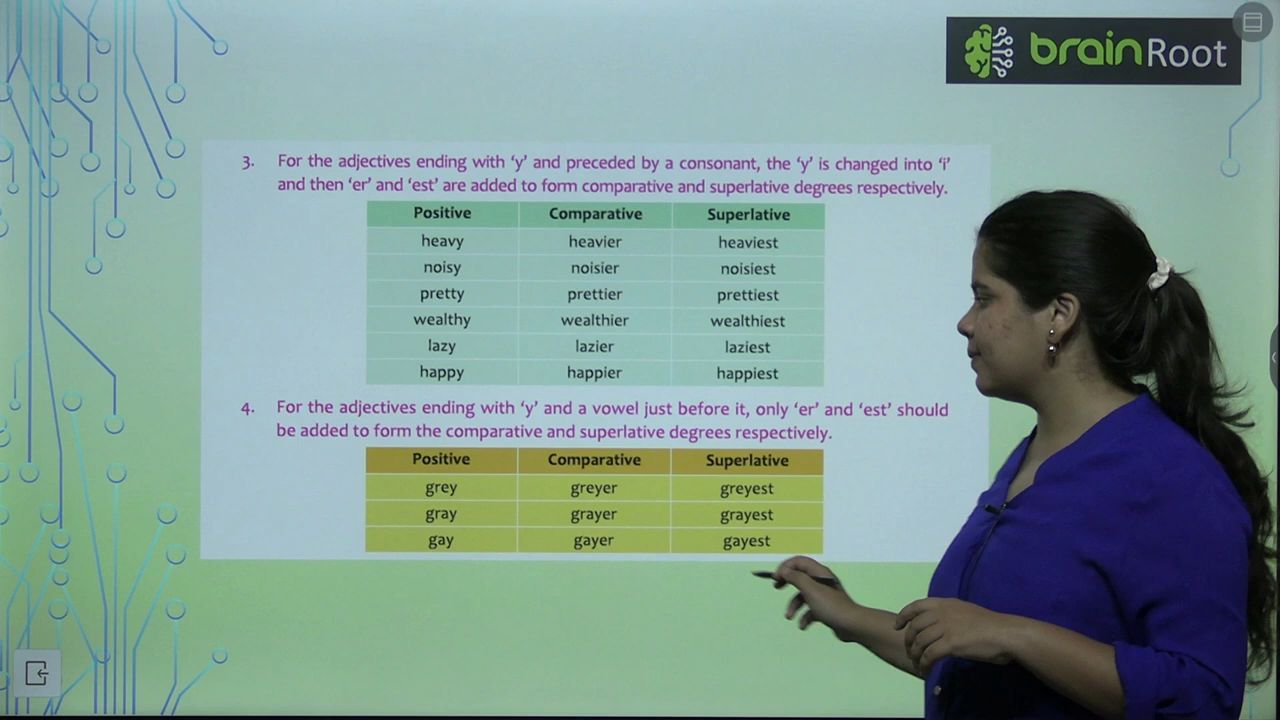 brainRoot
3. For the adjectives ending with ‘y’ and preceded by a consonant, the ‘y’ is changed into ‘i’
and then ‘er’ and ‘est’ are added to form comparative and superlative degrees respectively.
Positive Comparative Superlative
heavy heavier heaviest
noisy noisier noisiest
pretty prettier prettiest
wealthy wealthier wealthiest
lazy lazier laziest
happy happier happiest
4. For the adjectives ending with ‘y’ and a vowel just before it, only ‘er’ and ‘est’ should
be added to form the comparative and superlative degrees respectively.
Positive Comparative Superlative
grey greyer greyest
gray grayer grayest
gay gayer gayest